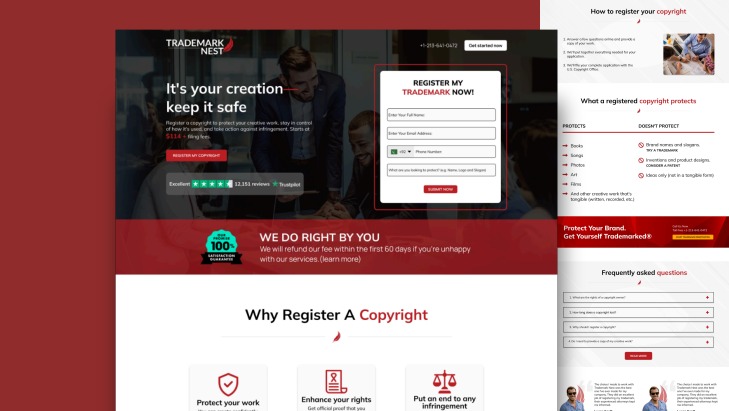 TRADEMARK
NEST
+1-213-641-0472
Get started now
It's your creation
keep it safe
Register a copyright to protect your creative work, stay in control
of how it's used, and take action against infringement. Starts at
$114 + filing fees.
REGISTER MY COPYRIGHT
Excellent
12,151 reviews
Trustpilot
REGISTER MY
TRADEMARK NOW!
Enter Your Full Name
Enter Your Email Address
+92
Phone Number
What are you looking to protect? (e.g. Name, Logo and Slogan)
SUBMIT NOW
100%
SATISFACTION
GUARANTEE
WE DO RIGHT BY YOU
We will refund our fee within the first 60 days if you're unhappy
with our services.(learn more)
Why Register A Copyright
Protect your work
Enhance your rights
Get official proof that you
Put an end to any
infringement
How to register your copyright
1. Answer a few questions online and provide a
copy of your work.
2. We'll put together everything needed for your
application.
3. We'll file your complete application with the
U.S. Copyright Office.
What a registered copyright protects
PROTECTS
Books
Songs
Photos
Art
Films
And other creative work that's
tangible (written, recorded, etc.)
DOESN'T PROTECT
Brand names and slogans.
TRY A TRADEMARK
Inventions and product designs.
CONSIDER A PATENT
Ideas only (not in a tangible form)
Protect Your Brand.
Get Yourself Trademarked®
Frequently asked questions
1. What are the rights of a copyright owner?
2. How long does a copyright last?
3. Why should I register a copyright?
4. Do I need to provide a copy of my creative work?
READ MORE